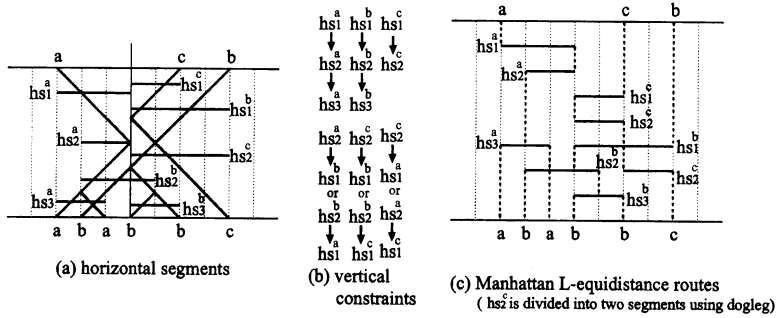 a c b
hs1^a hs1^c
hs1^b
hs2^a
hs2^c
hs2^b
hs3^a hs3^b
a b a b b c
(a) horizontal segments
hs1^a hs1^b hs1^c
hs2^a hs2^b hs2^c
hs3^a hs3^b
hs2^a hs2^c hs2^c
hs1^b hs1^b hs1^a
or or or
hs2^b hs2^b hs2^a
hs1^a hs1^c hs1^c
(b) vertical
constraints
a c b
hs1^a
hs2^a
hs1^c
hs2^c
hs3^a hs1^b
hs2^b
hs2^c
hs3^b
a b a b b c
(c) Manhattan L-equidistance routes
( hs2^c is divided into two segments using dogleg)